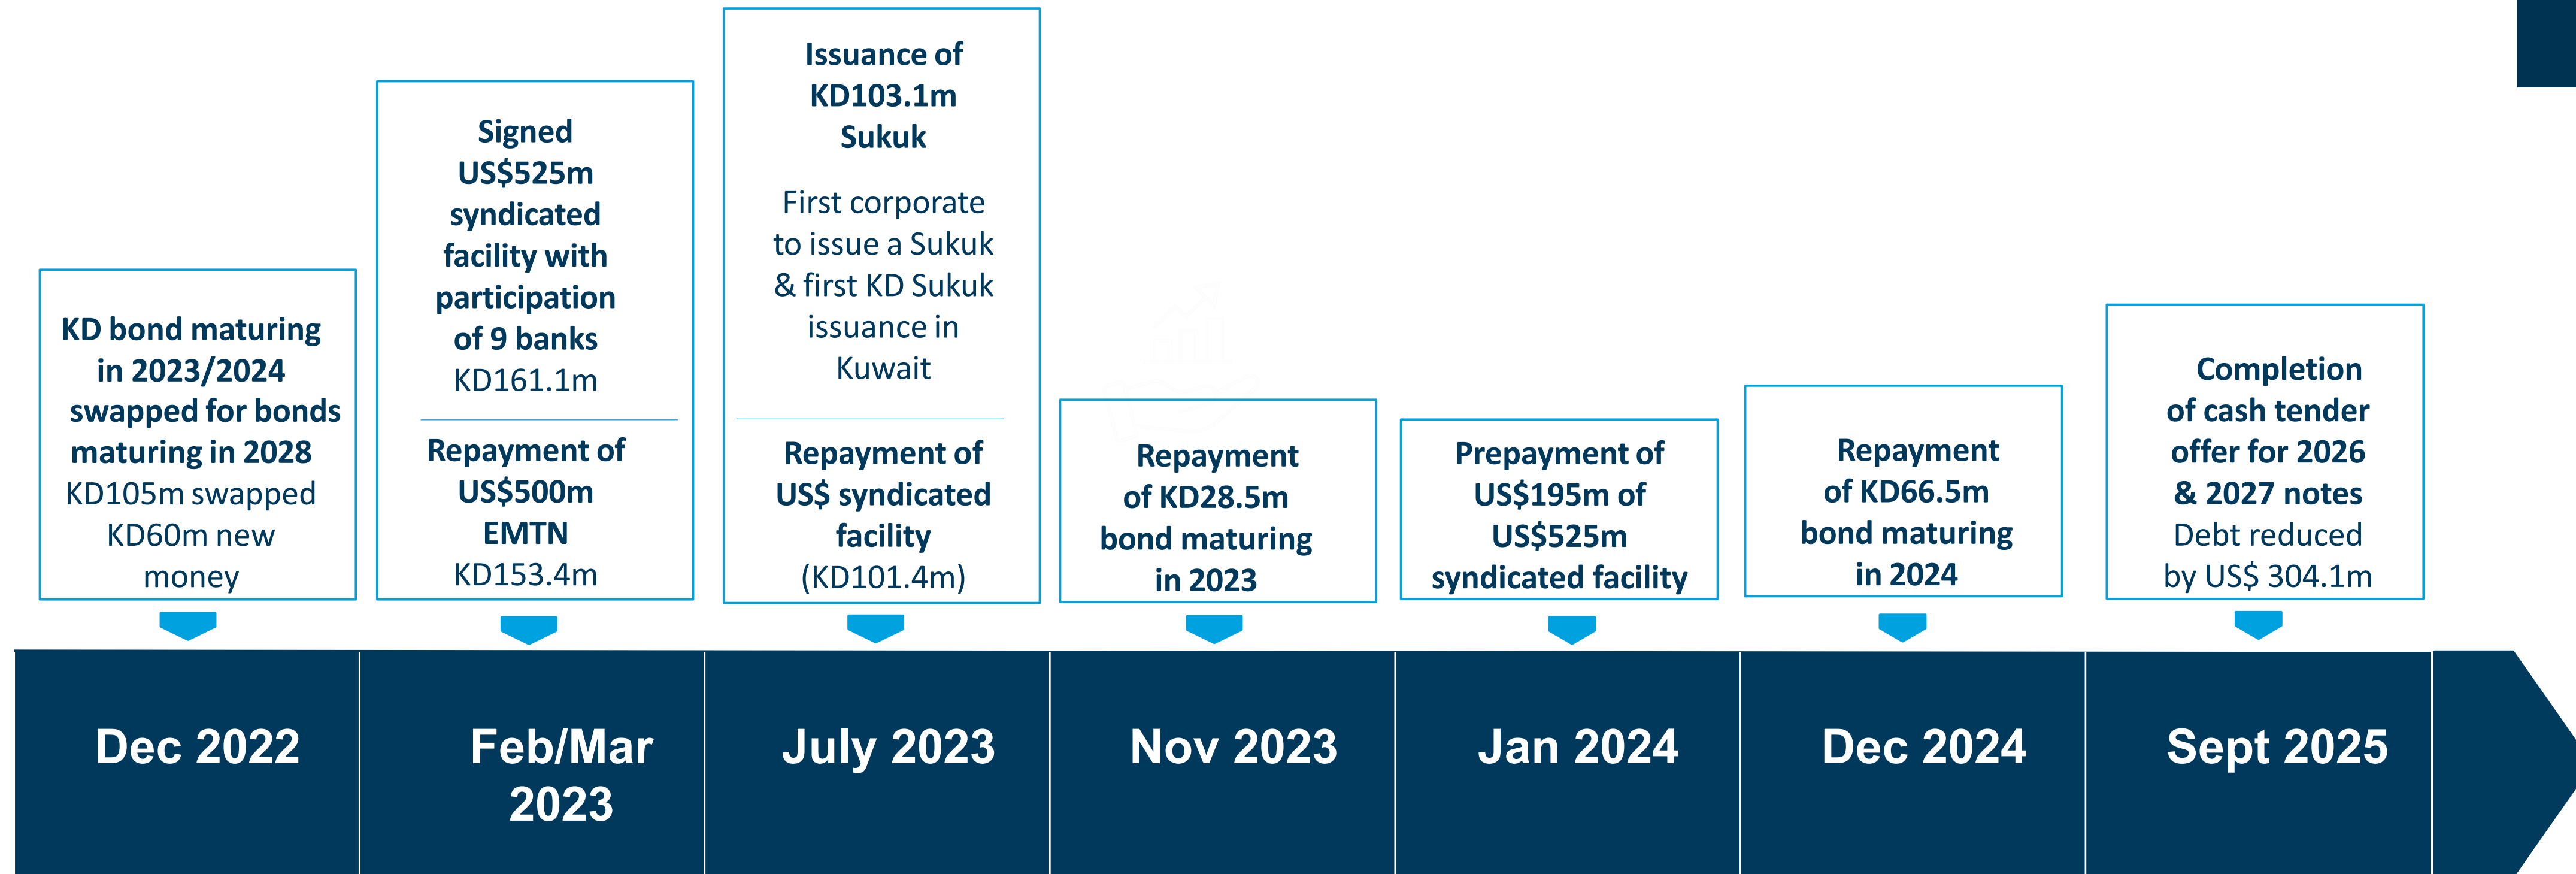 KD bond maturing
in 2023/2024
swapped for bonds
maturing in 2028
KD105m swapped
KD60m new
money
Dec 2022
Signed
US$525m
syndicated
facility with
participation
of 9 banks
KD161.1m
Repayment of
US$500m
EMTN
KD153.4m
Feb/Mar
2023
Issuance of
KD103.1m
Sukuk
First corporate
to issue a Sukuk
& first KD Sukuk
issuance in
Kuwait
Repayment of
US$ syndicated
facility
(KD101.4m)
July 2023
Repayment
of KD28.5m
bond maturing
in 2023
Nov 2023
Prepayment of
US$195m of
US$525m
syndicated facility
Jan 2024
Repayment
of KD66.5m
bond maturing
in 2024
Dec 2024
Completion
of cash tender
offer for 2026
& 2027 notes
Debt reduced
by US$ 304.1m
Sept 2025